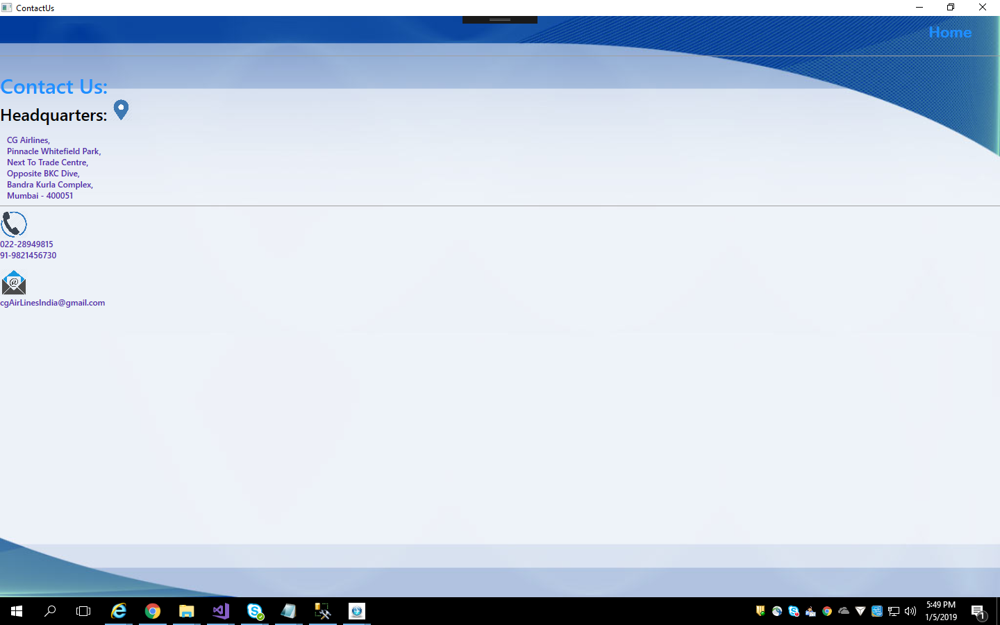 ContactUs
Home
Contact Us:
Headquarters:
CG Airlines,
Pinnacle Whitefield Park,
Next To Trade Centre,
Opposite BKC Dive,
Bandra Kurla Complex,
Mumbai - 400051
022-28949815
91-9821456730
@
cgAirLinesIndia@gmail.com
5:49 PM
1/5/2019
1